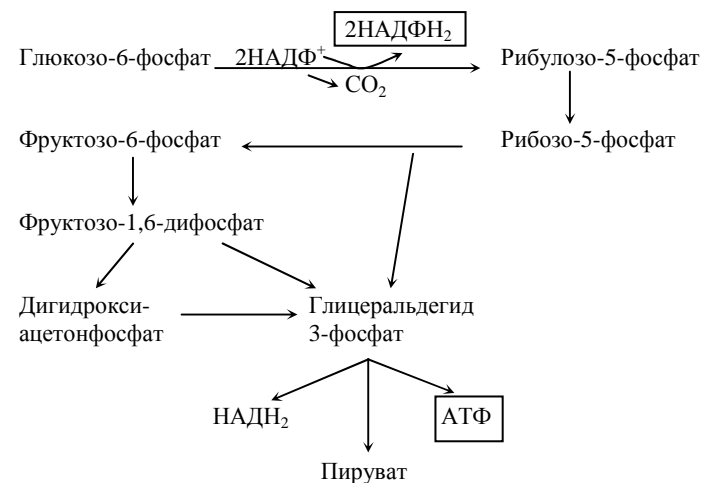 2НАДФН₂
Глюкозо-6-фосфат 2НАДФ⁺ Рибулозо-5-фосфат
CO₂
Фруктозо-6-фосфат Рибозо-5-фосфат
Фруктозо-1,6-дифосфат
Дигидрокси- Глицеральдегид
ацетонфосфат 3-фосфат
НАДН₂ АТФ
Пируват